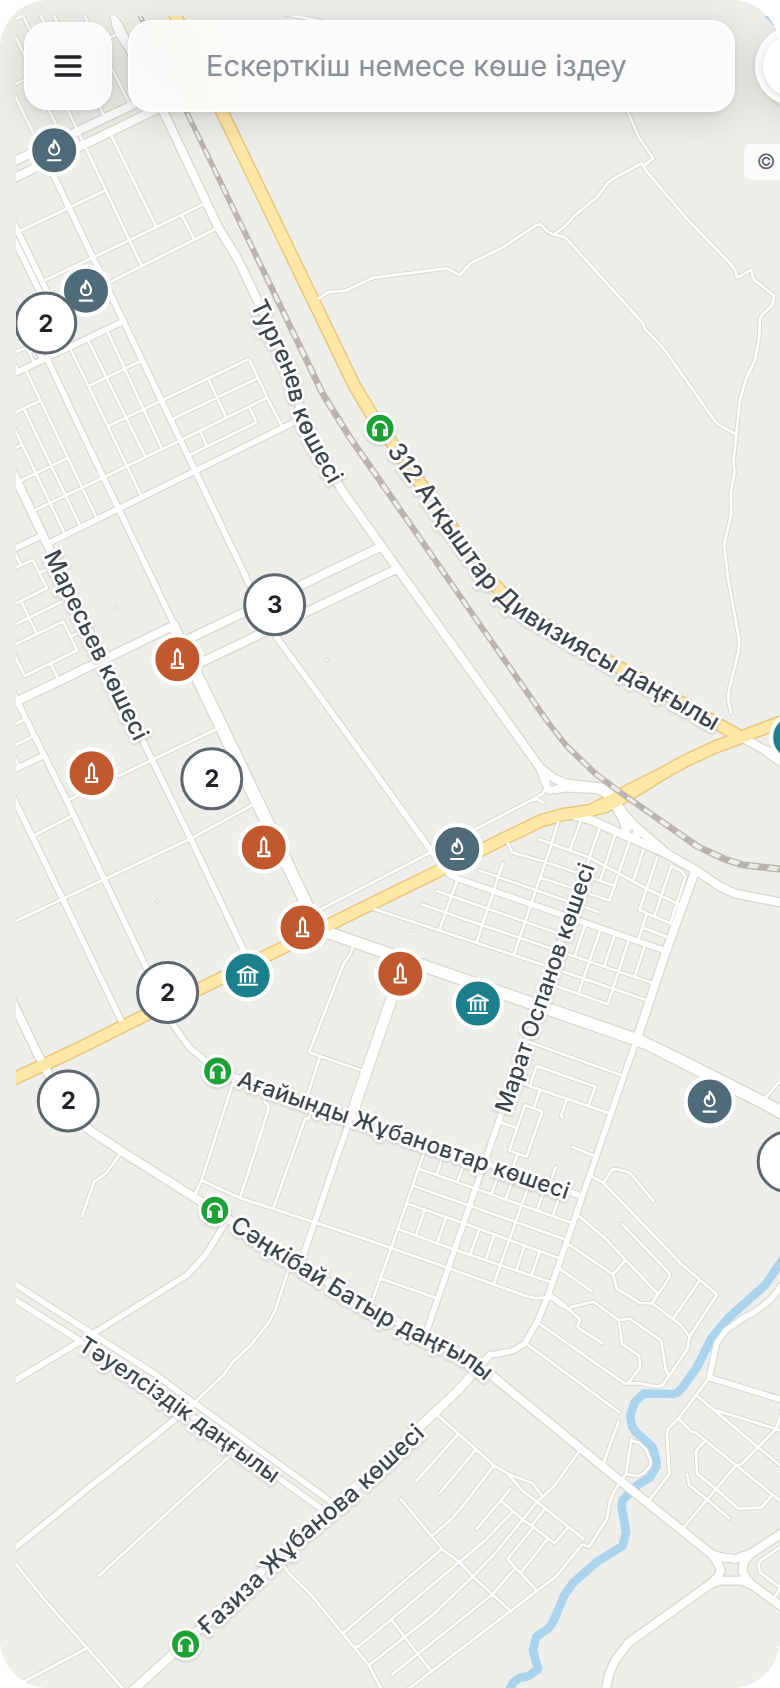 Ескерткіш немесе көше іздеу
©
2
Тургенев көшесі
312 Атқыштар Дивизиясы даңғылы
Маресьев көшесі
3
2
2
Марат Оспанов көшесі
2
Ағайынды Жұбановтар көшесі
Сәңкібай Батыр даңғылы
Тәуелсіздік даңғылы
Ғазиза Жұбанова көшесі